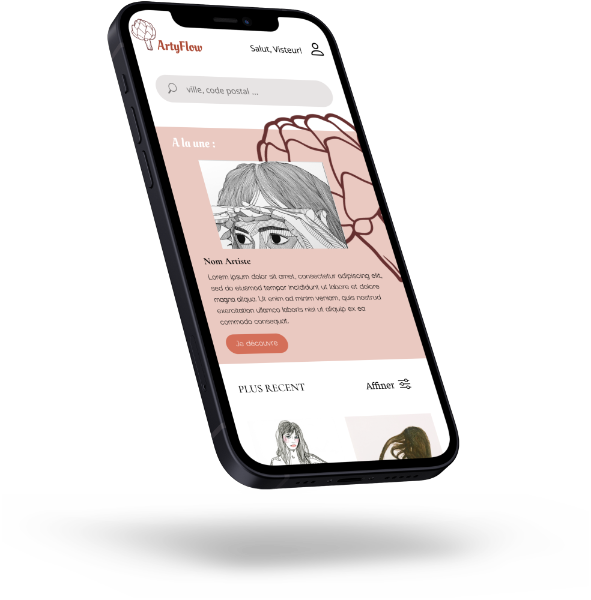 ArtyFlow
Salut, Visteur!
ville, code postal ...
A la une :
Nom Artiste
Lorem ipsum dolor sit amet, consectetur adipiscing elit,
sed do eiusmod tempor incididunt ut labore et dolore
magna aliqua. Ut enim ad minim veniam, quis nostrud
exercitation ullamco laboris nisi ut aliquip ex ea
commodo consequat.
Je découvre
PLUS RECENT
Affiner